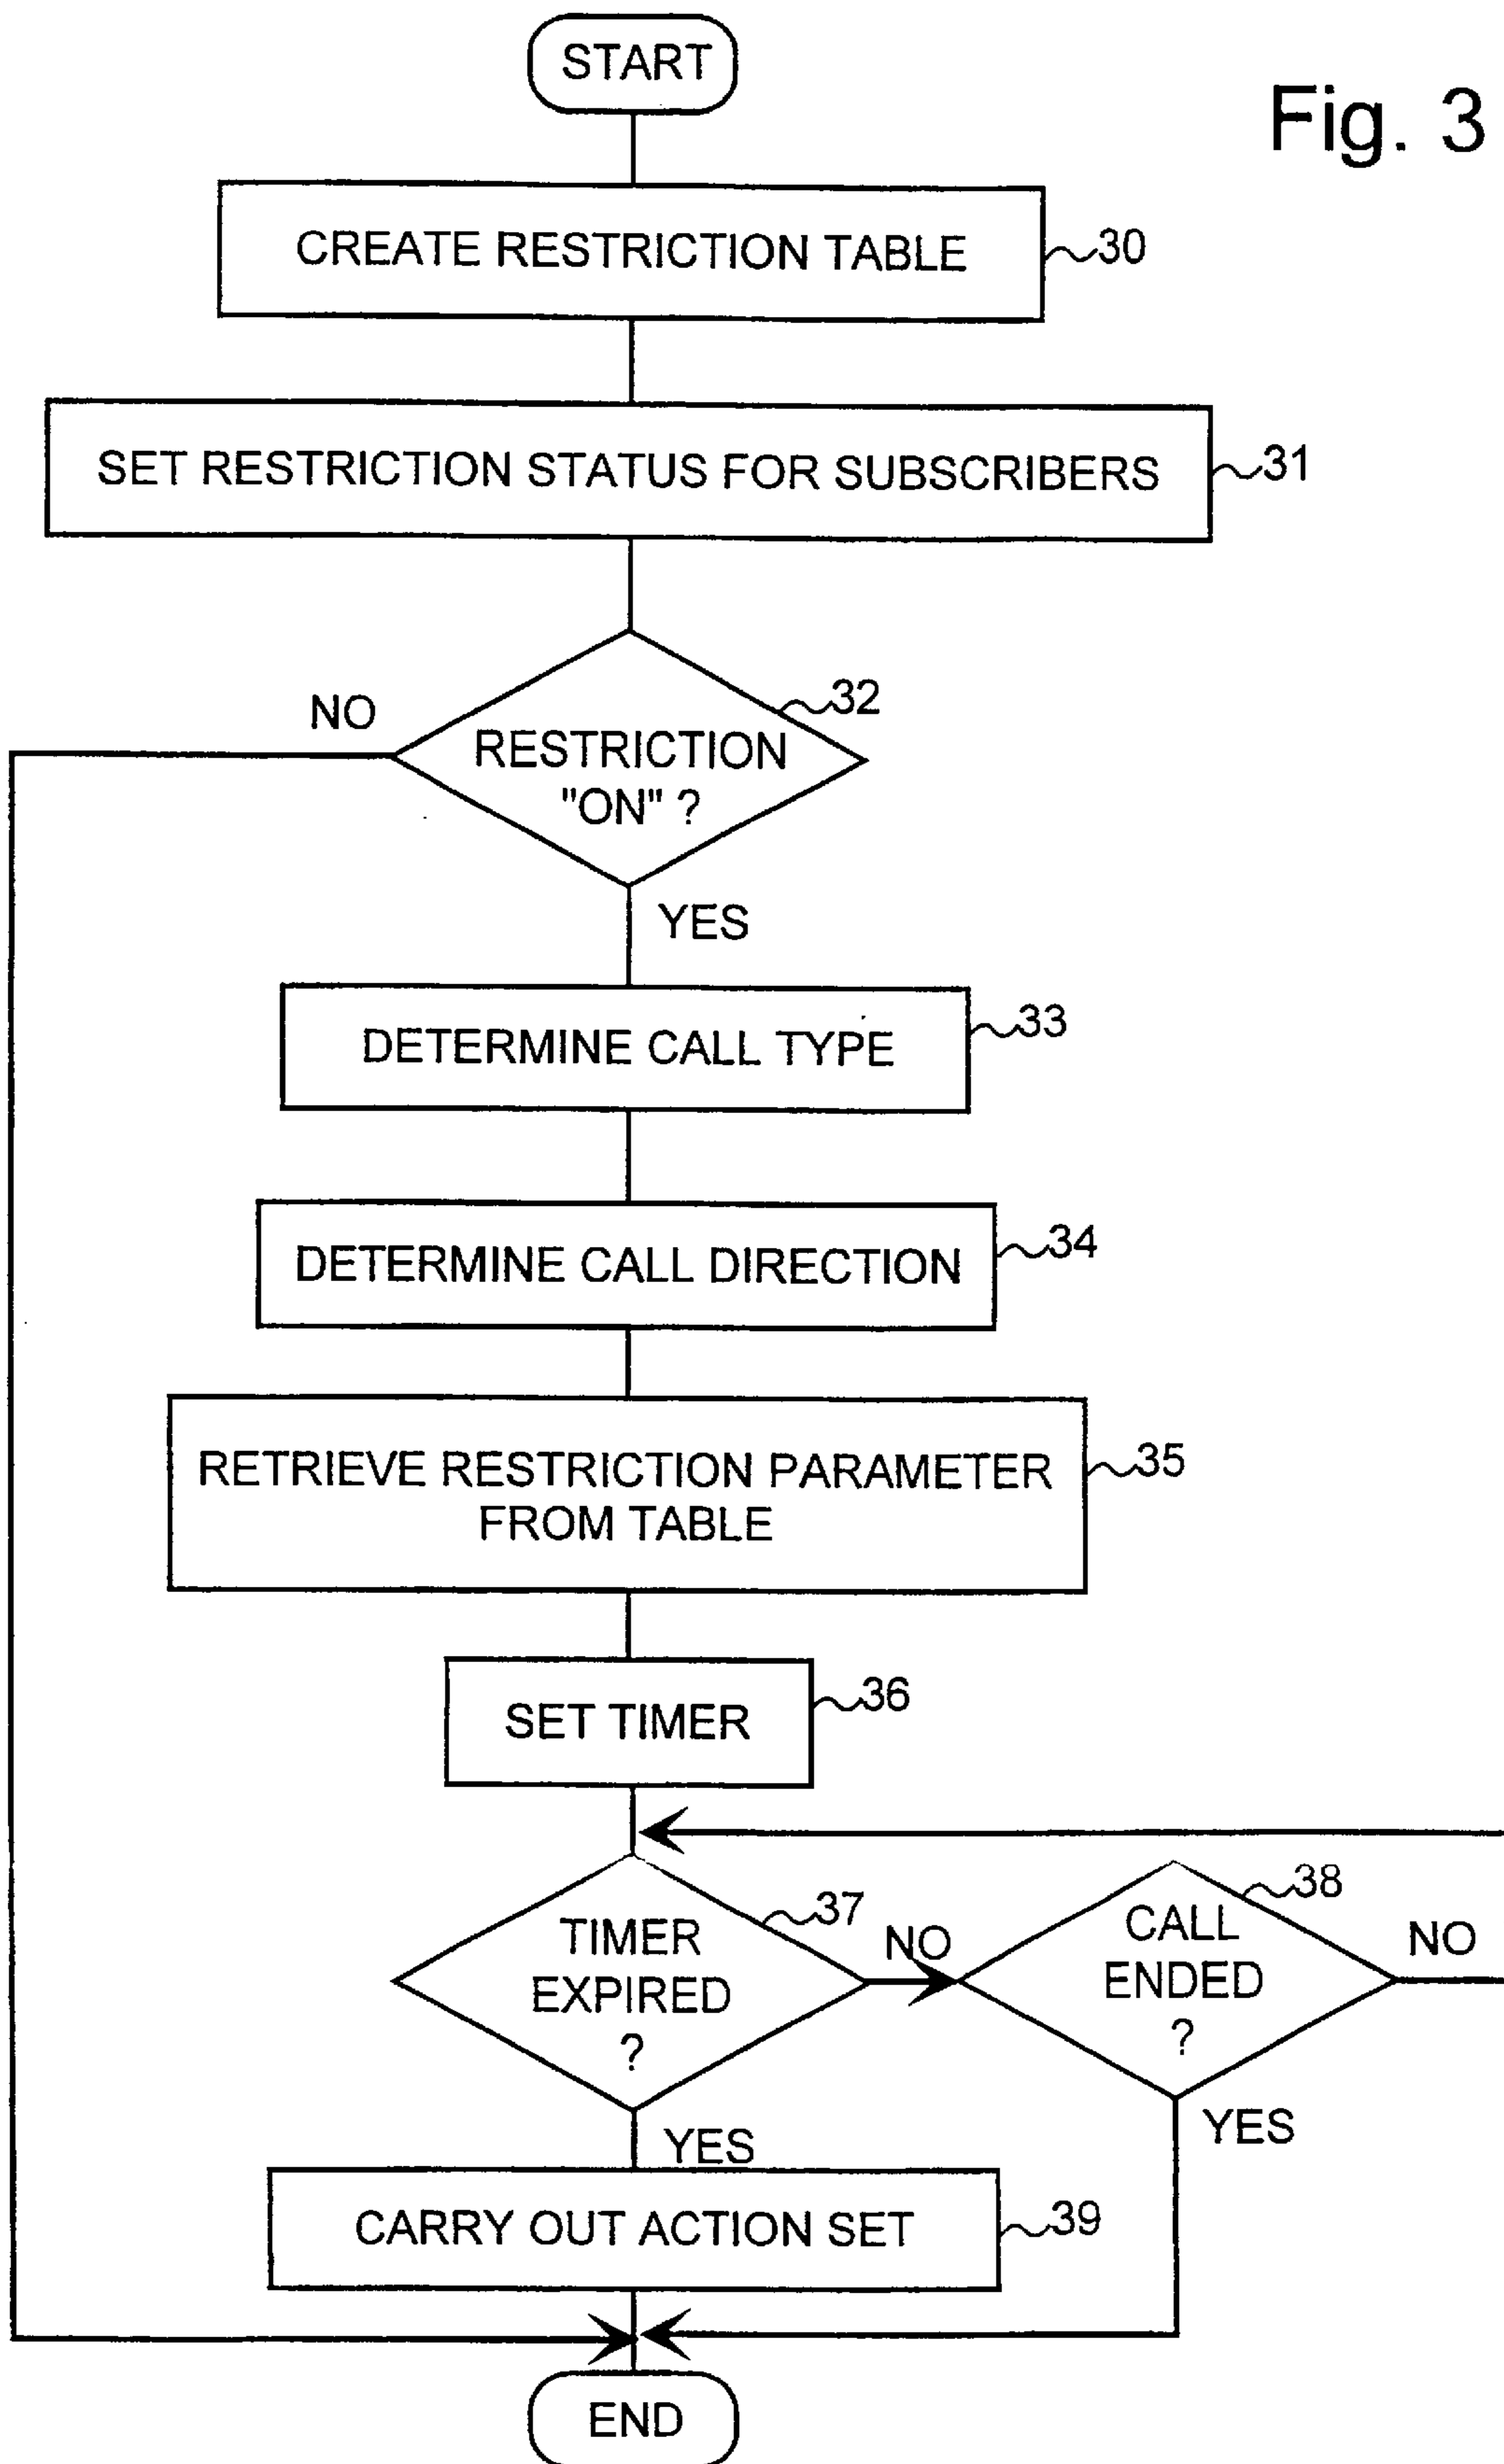 START
Fig. 3
CREATE RESTRICTION TABLE
30
SET RESTRICTION STATUS FOR SUBSCRIBERS
31
32
NO
RESTRICTION
"ON" ?
YES
DETERMINE CALL TYPE
33
DETERMINE CALL DIRECTION
34
RETRIEVE RESTRICTION PARAMETER
FROM TABLE
35
SET TIMER
36
37
TIMER
EXPIRED
?
NO
38
CALL
ENDED
?
NO
YES
YES
CARRY OUT ACTION SET
39
END